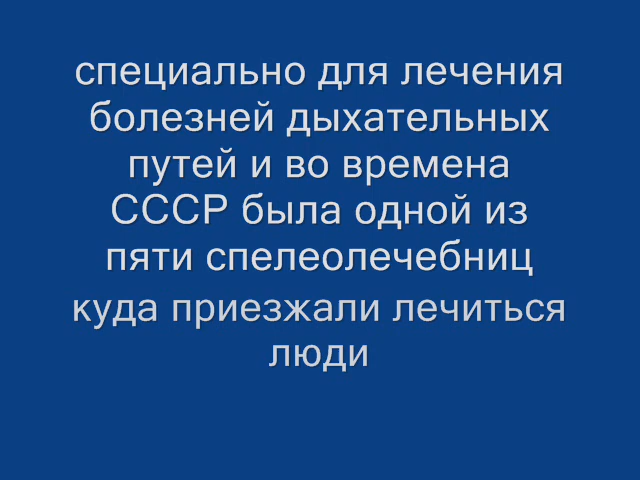 специально для лечения
болезней дыхательных
путей и во времена
СССР была одной из
пяти спелеолечебниц
куда приезжали лечиться
люди